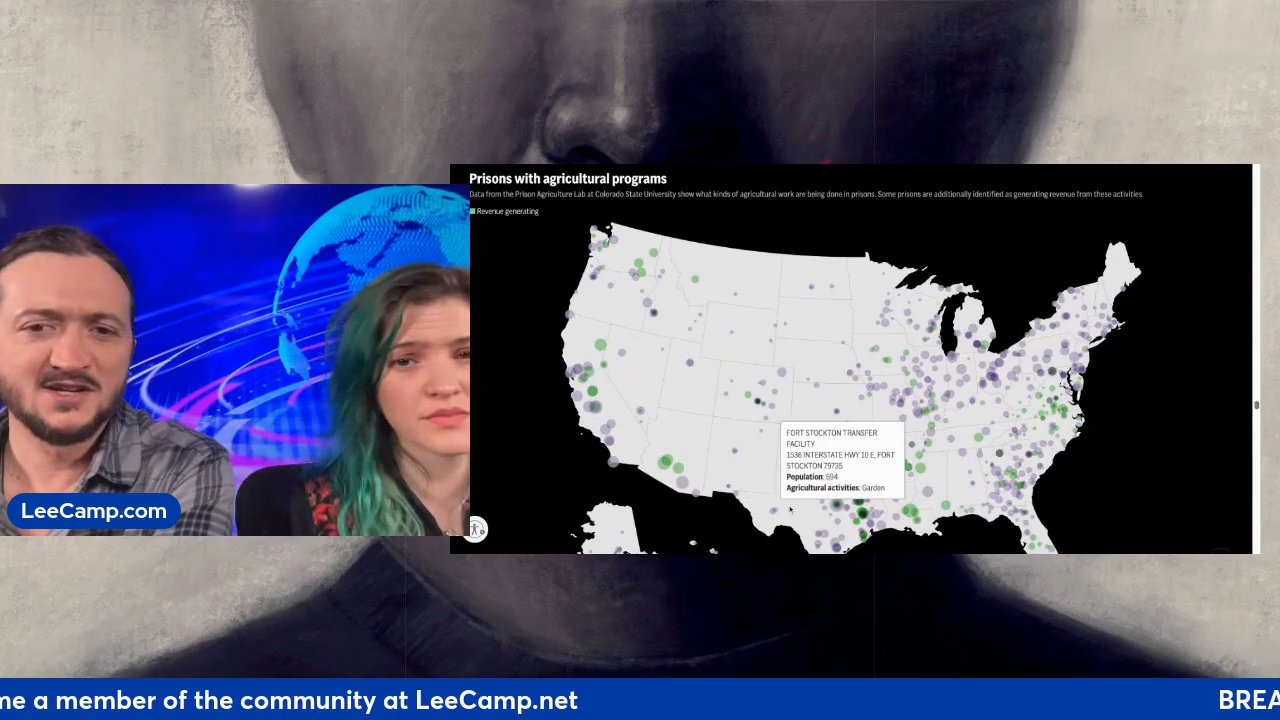 Prisons with agricultural programs
Data from the Prison Agriculture Lab at Colorado State University show what kinds of agricultural work are being done in prisons. Some prisons are additionally identified as generating revenue from these activities.
Revenue generating
FORT STOCKTON TRANSFER
FACILITY
1536 INTERSTATE HWY 10 E, FORT
STOCKTON 79735
Population: 594
Agricultural activities: Garden
LeeCamp.com
me a member of the community at LeeCamp.net
BREA